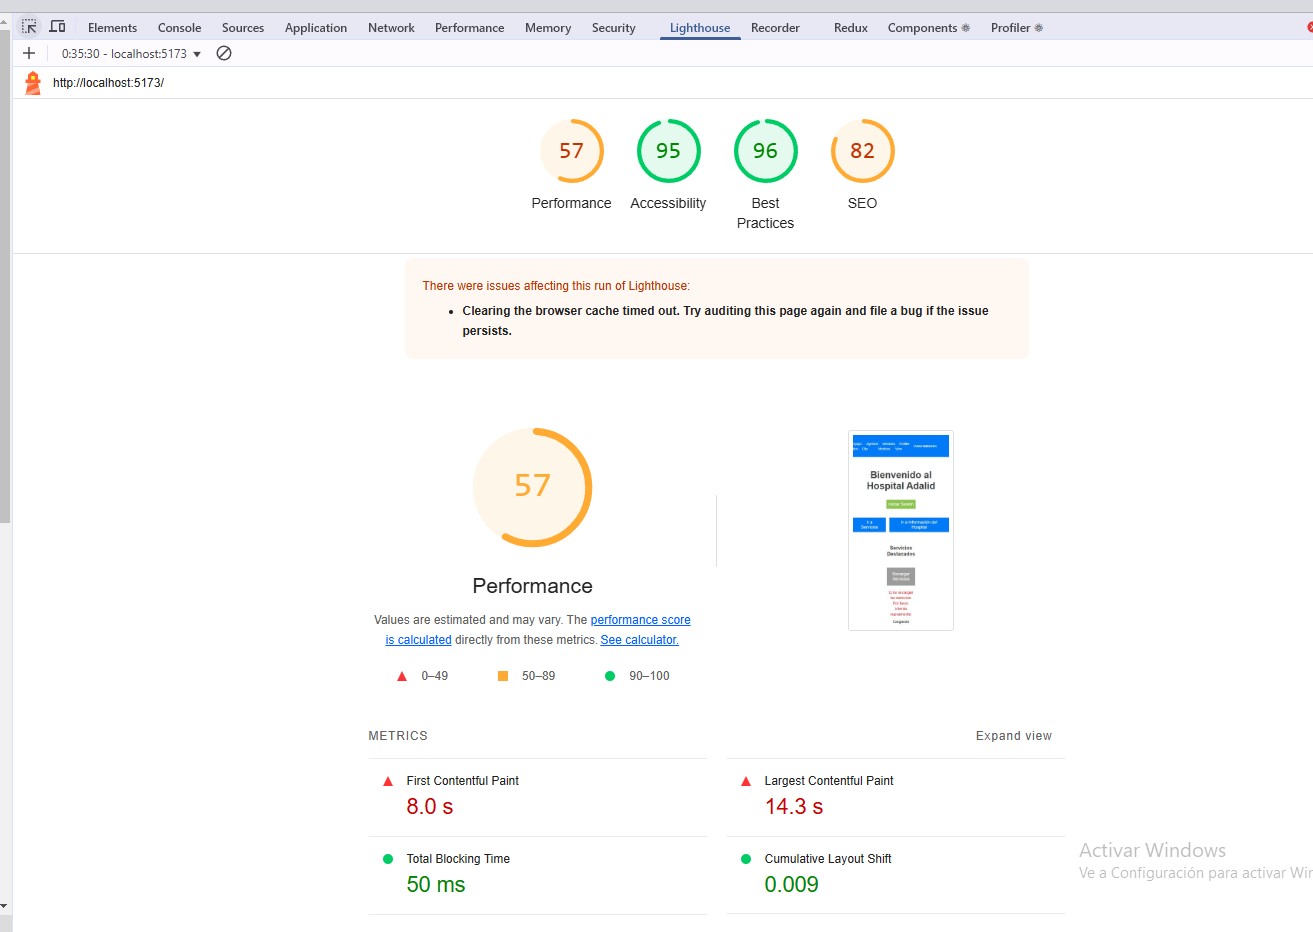 Elements Console Sources Application Network Performance Memory Security Lighthouse Recorder Redux Components Profiler
0:35:30 - localhost:5173
http://localhost:5173/
57 95 96 82
Performance Accessibility Best Practices SEO
There were issues affecting this run of Lighthouse:
Clearing the browser cache timed out. Try auditing this page again and file a bug if the issue
persists.
57
Performance
Values are estimated and may vary. The performance score
is calculated directly from these metrics. See calculator.
0–49 50–89 90–100
Bienvenido al
Hospital Adalid
Iniciar Sesión
Servicios
Destacados
METRICS Expand view
First Contentful Paint
8.0 s
Largest Contentful Paint
14.3 s
Total Blocking Time
50 ms
Cumulative Layout Shift
0.009
Activar Windows
Ve a Configuración para activar Wi